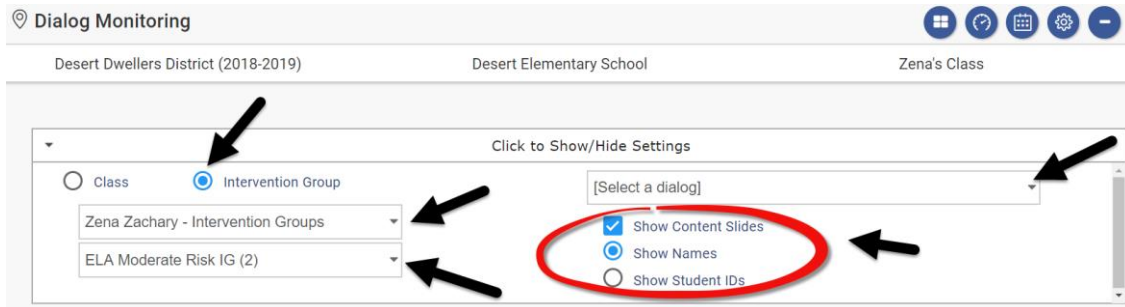 Dialog Monitoring
Desert Dwellers District (2018-2019) Desert Elementary School Zena's Class
Click to Show/Hide Settings
Class Intervention Group
[Select a dialog]
Zena Zachary - Intervention Groups
Show Content Slides
Show Names
ELA Moderate Risk IG (2)
Show Student IDs